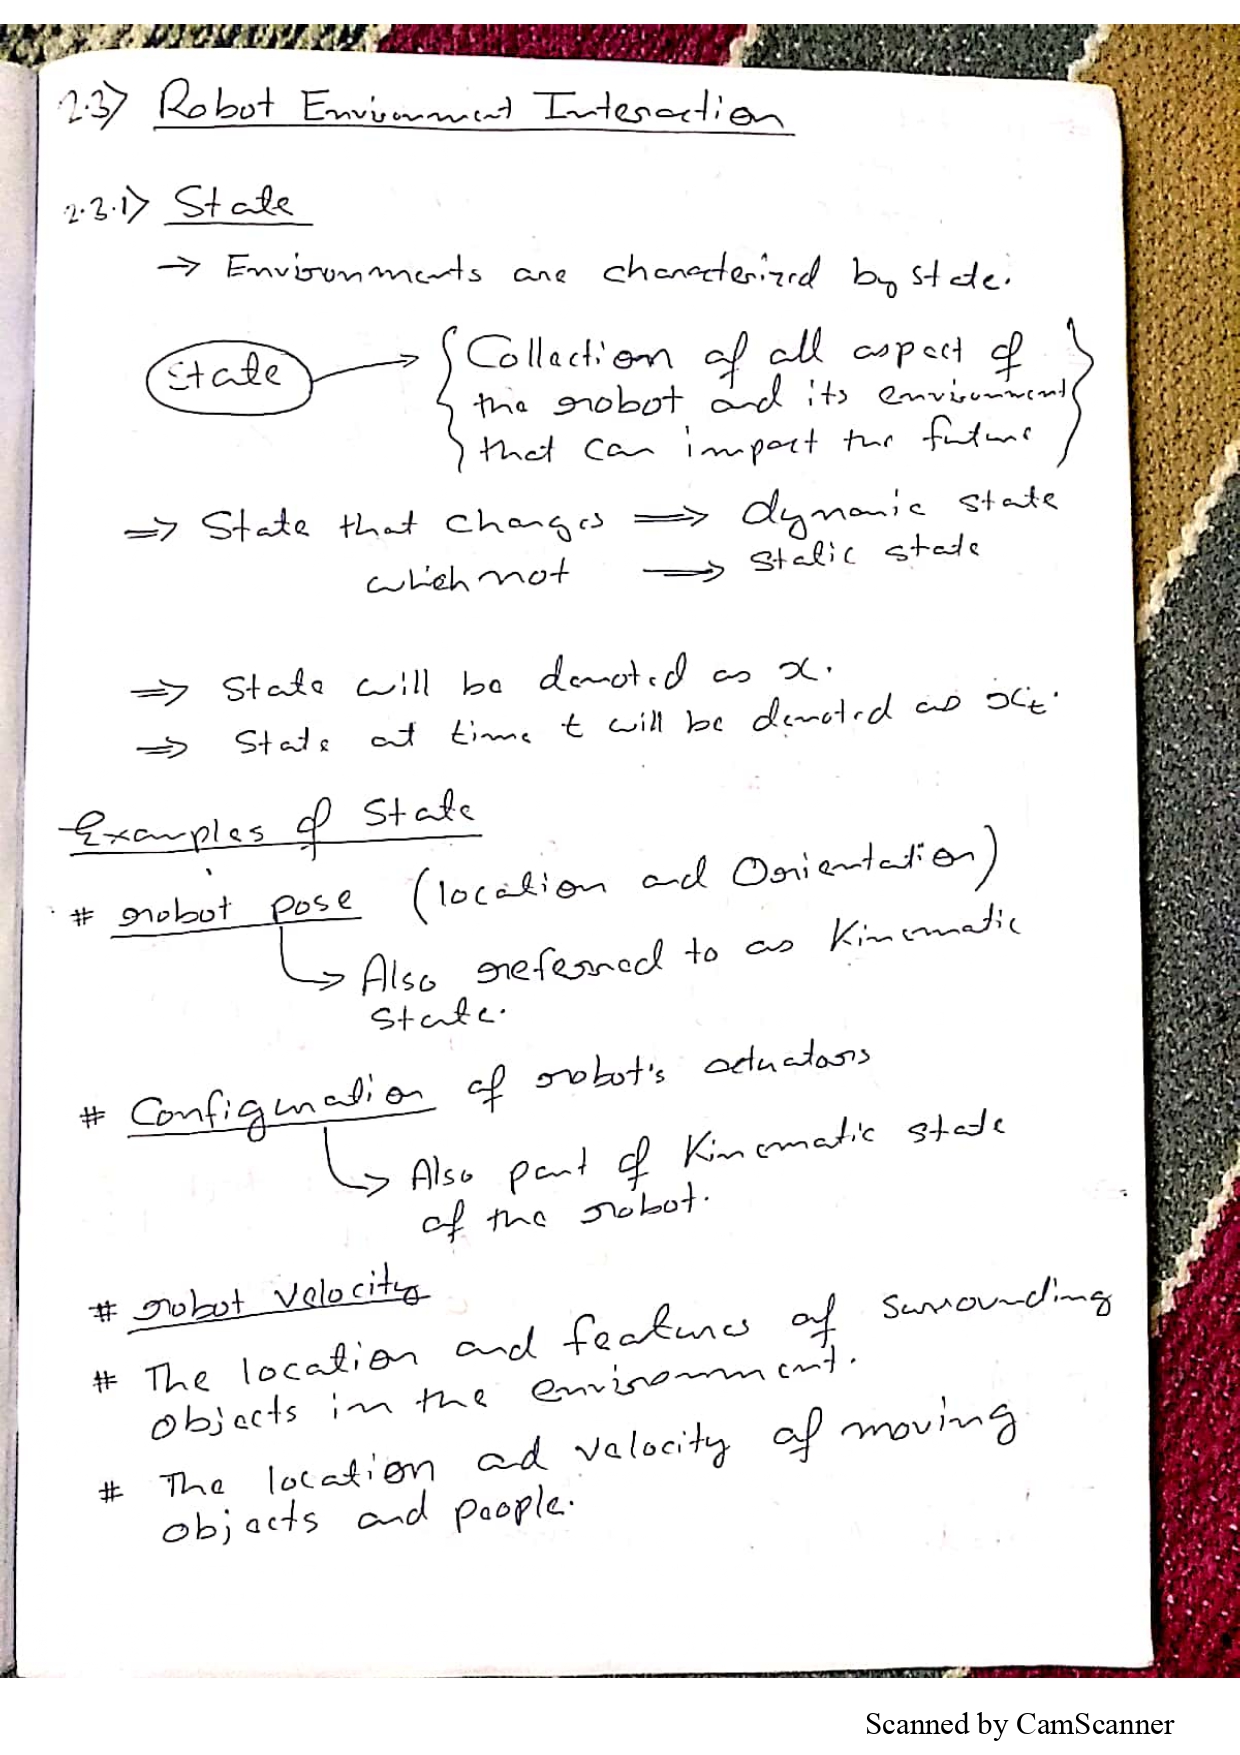 2.3) Robot Environment Interaction
2.3.1) State
→ Environments are characterized by state.
State → { Collection of all aspect of
the robot and its environment
that can impact the future }
⇒ State that changes ⇒ dynamic state
which not ⇒ static state
⇒ State will be denoted as x.
⇒ State at time t will be denoted as xₜ.
Examples of State
# robot pose (location and Orientation)
↳ Also referred to as Kinematic
state.
# Configuration of robot's actuators
↳ Also part of Kinematic state
of the robot.
# robot velocity
# The location and features of surrounding
objects in the environment.
# The location ad velocity of moving
objects and people.
Scanned by CamScanner